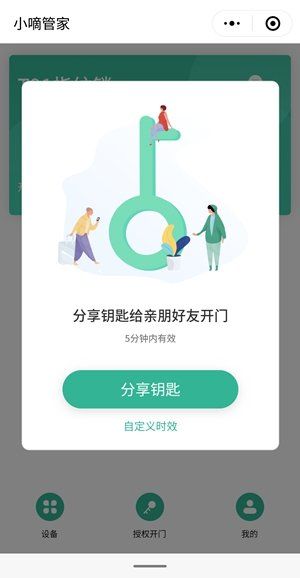 小嘀管家
分享钥匙给亲朋好友开门
5分钟内有效
分享钥匙
自定义时效
设备
授权开门
我的